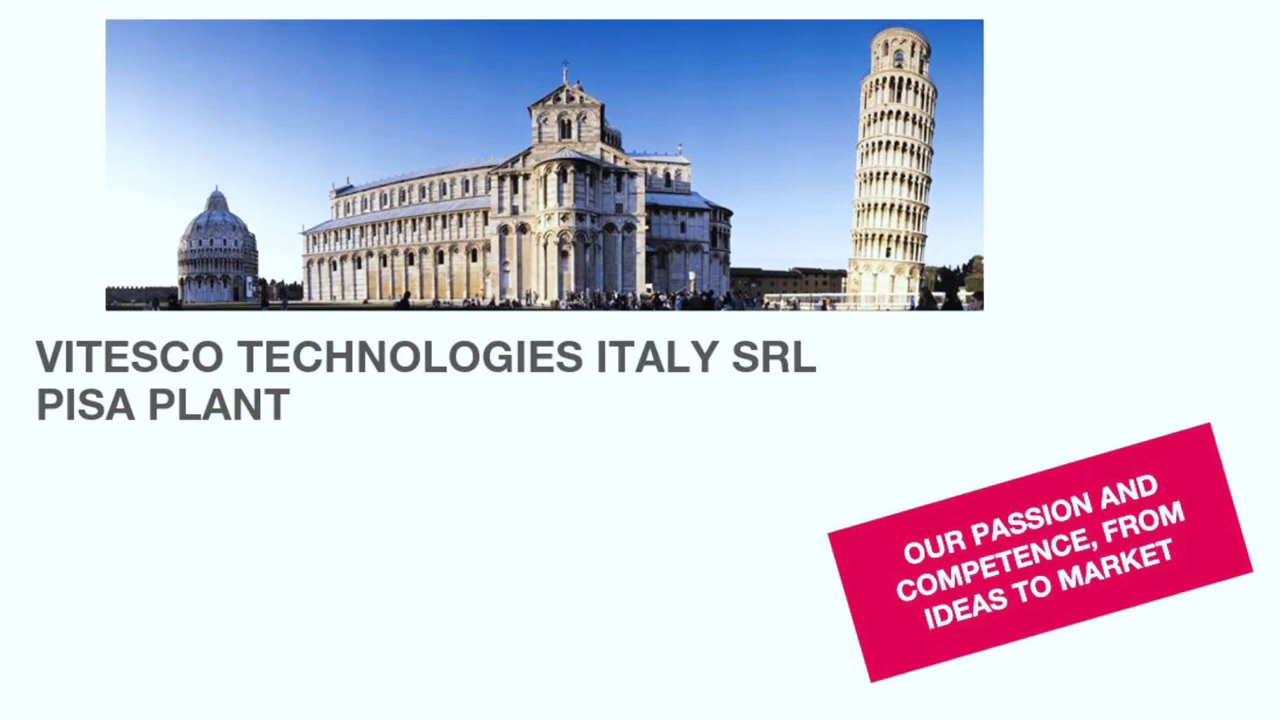 VITESCO TECHNOLOGIES ITALY SRL
PISA PLANT
OUR PASSION AND
COMPETENCE, FROM
IDEAS TO MARKET